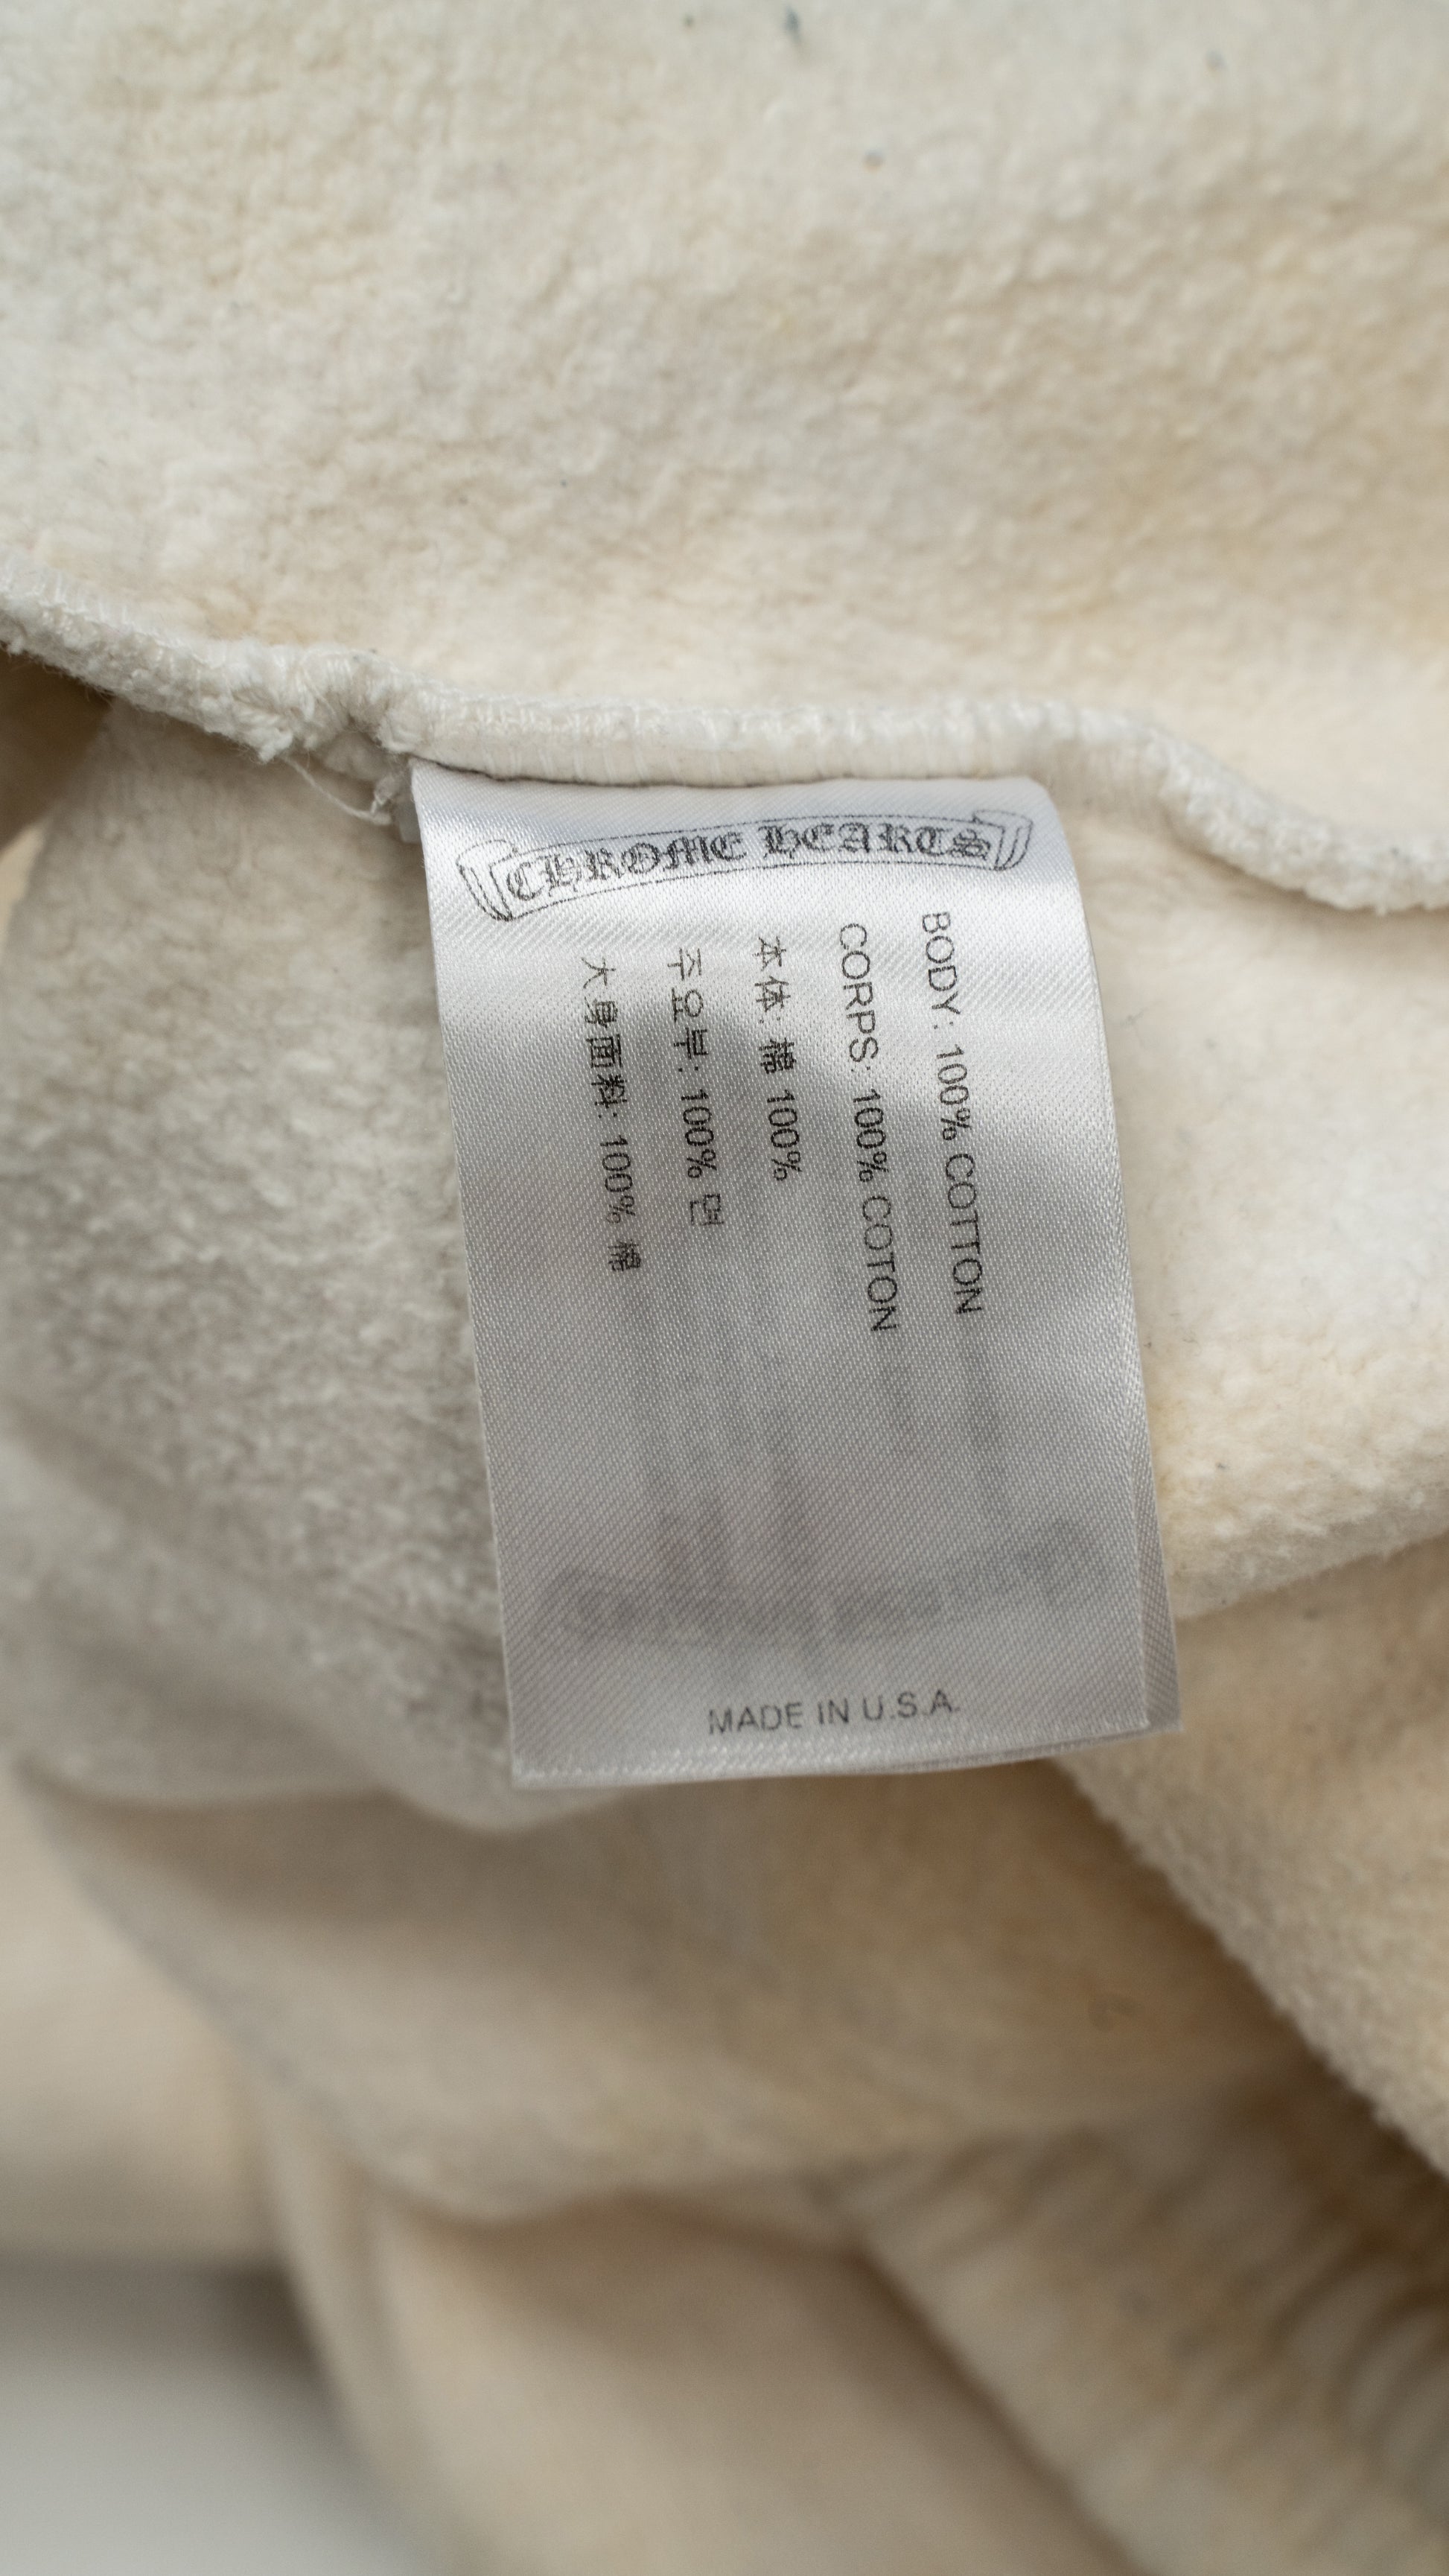 CHROME HEARTS
BODY: 100% COTTON
CORPS: 100% COTON
本体: 棉 100%
주요부: 100% 면
大身面料: 100% 棉
MADE IN U.S.A.